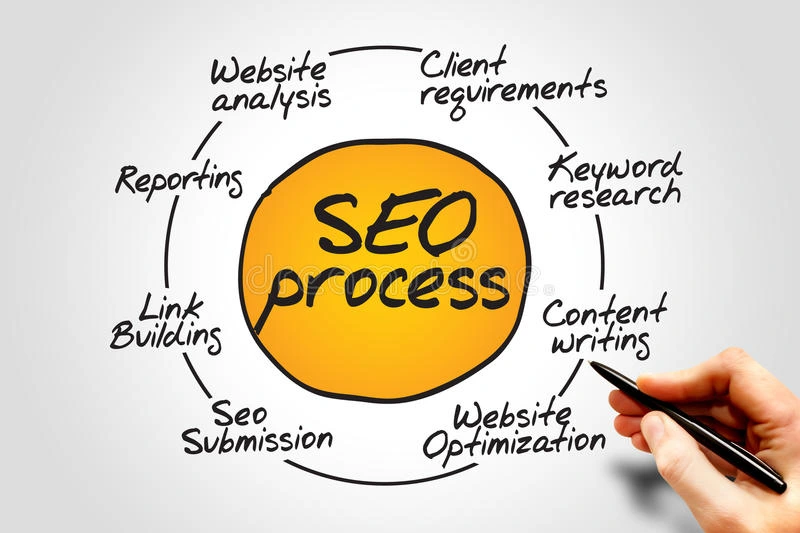 SEO
process
Website
analysis
Client
requirements
Keyword
research
Content
writing
Website
Optimization
Seo
Submission
Link
Building
Reporting